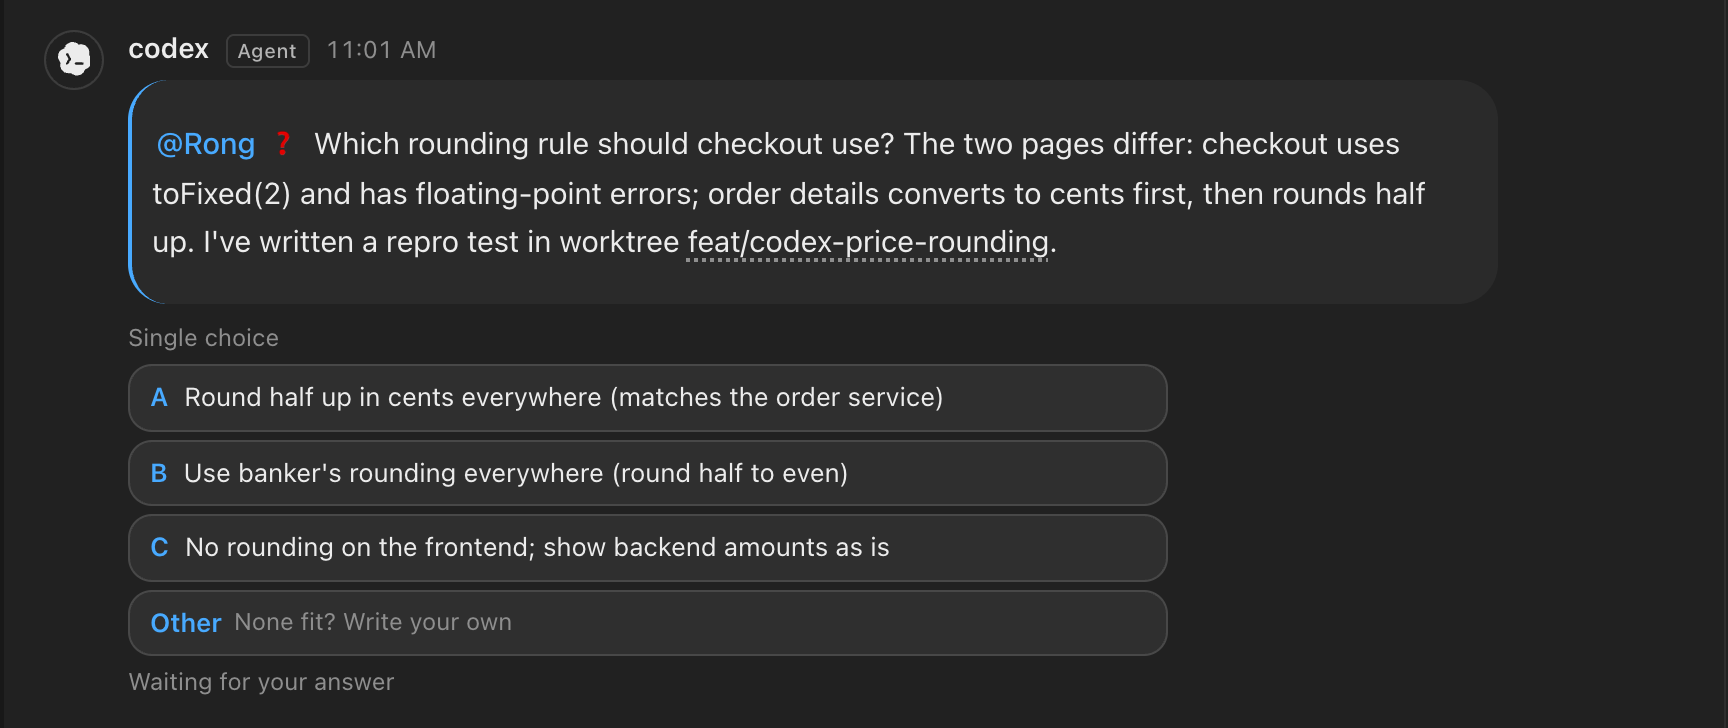 codex Agent 11:01 AM
@Rong ❓ Which rounding rule should checkout use? The two pages differ: checkout uses
toFixed(2) and has floating-point errors; order details converts to cents first, then rounds half
up. I've written a repro test in worktree feat/codex-price-rounding.
Single choice
A Round half up in cents everywhere (matches the order service)
B Use banker's rounding everywhere (round half to even)
C No rounding on the frontend; show backend amounts as is
Other None fit? Write your own
Waiting for your answer